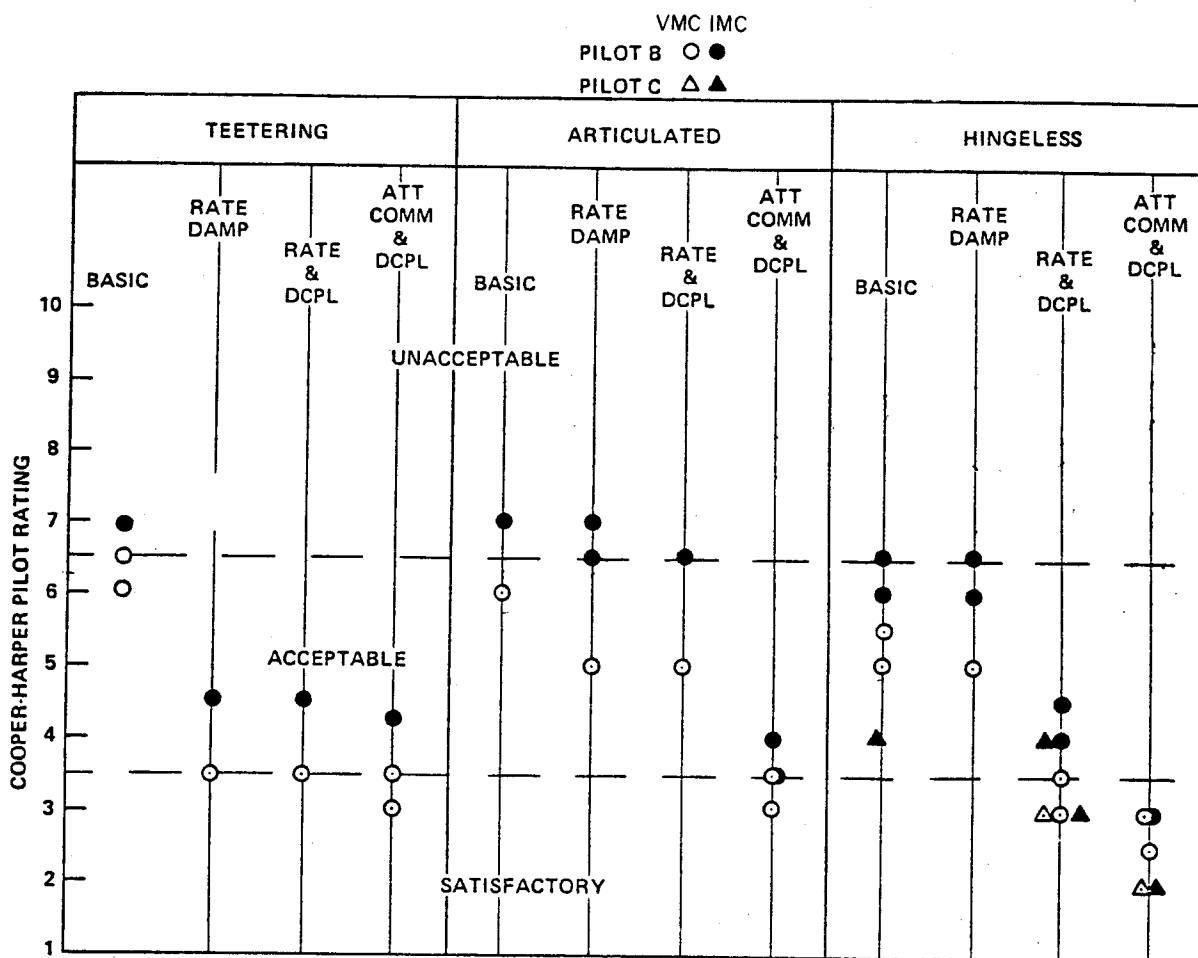 VMC IMC
PILOT B
PILOT C
TEETERING
ARTICULATED
HINGELESS
BASIC
RATE
DAMP
RATE
&
DCPL
ATT
COMM
&
DCPL
BASIC
RATE
DAMP
RATE
&
DCPL
ATT
COMM
&
DCPL
BASIC
RATE
DAMP
RATE
&
DCPL
ATT
COMM
&
DCPL
UNACCEPTABLE
ACCEPTABLE
SATISFACTORY
COOPER-HARPER PILOT RATING
10
9
8
7
6
5
4
3
2
1